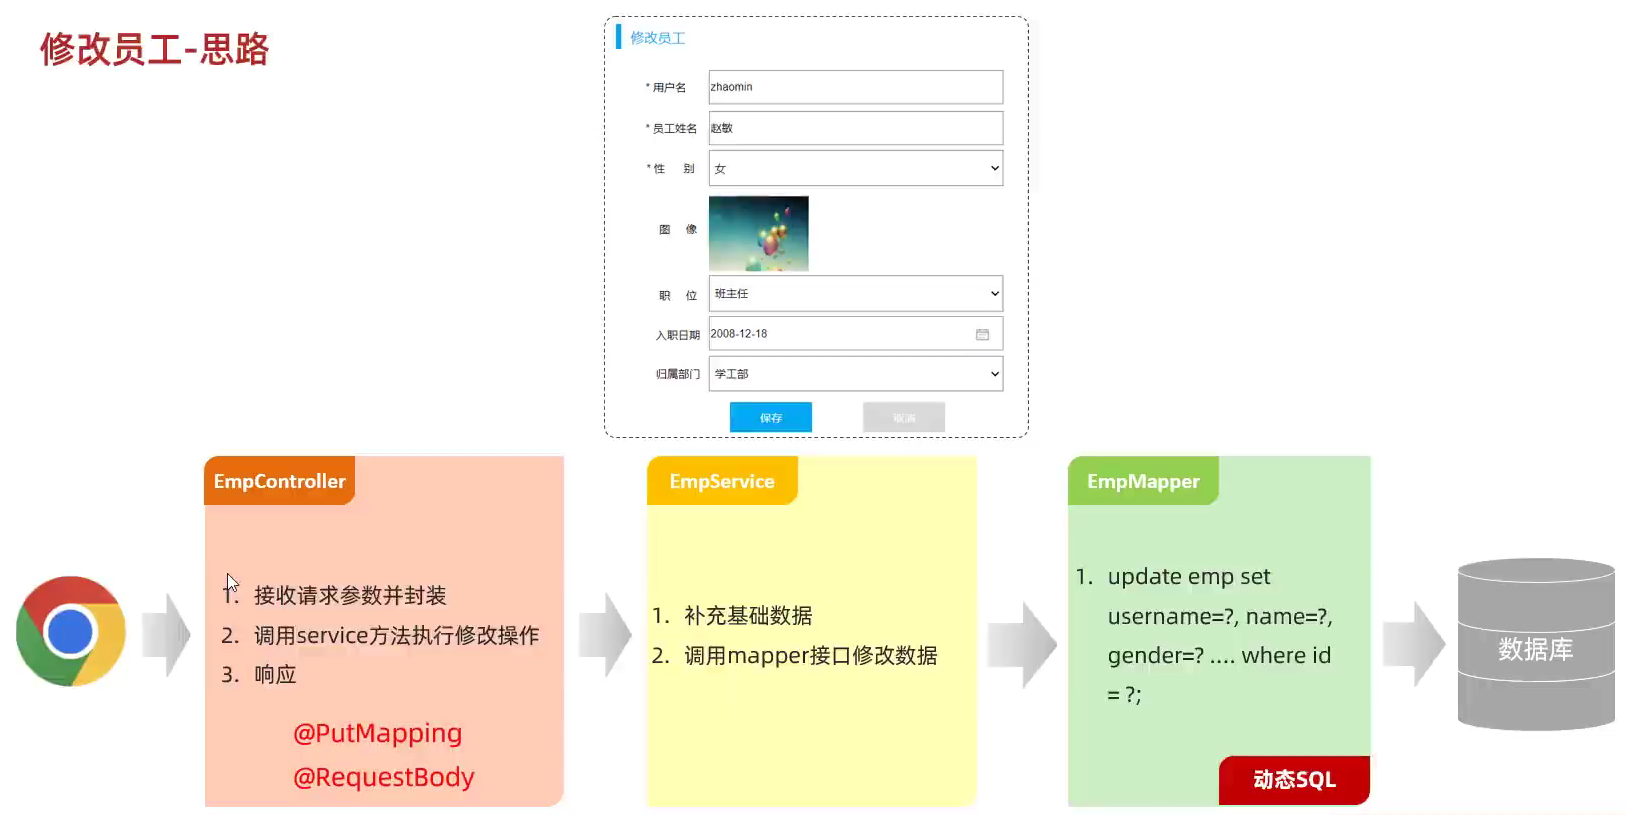 修改员工-思路
修改员工
* 用户名 zhaomin
* 员工姓名 赵敏
* 性 别 女
图 像
职 位 班主任
入职日期 2008-12-18
归属部门 学工部
保存 取消
EmpController
1. 接收请求参数并封装
2. 调用service方法执行修改操作
3. 响应
@PutMapping
@RequestBody
EmpService
1. 补充基础数据
2. 调用mapper接口修改数据
EmpMapper
1. update emp set
username=?, name=?,
gender=? .... where id
= ?;
动态SQL
数据库